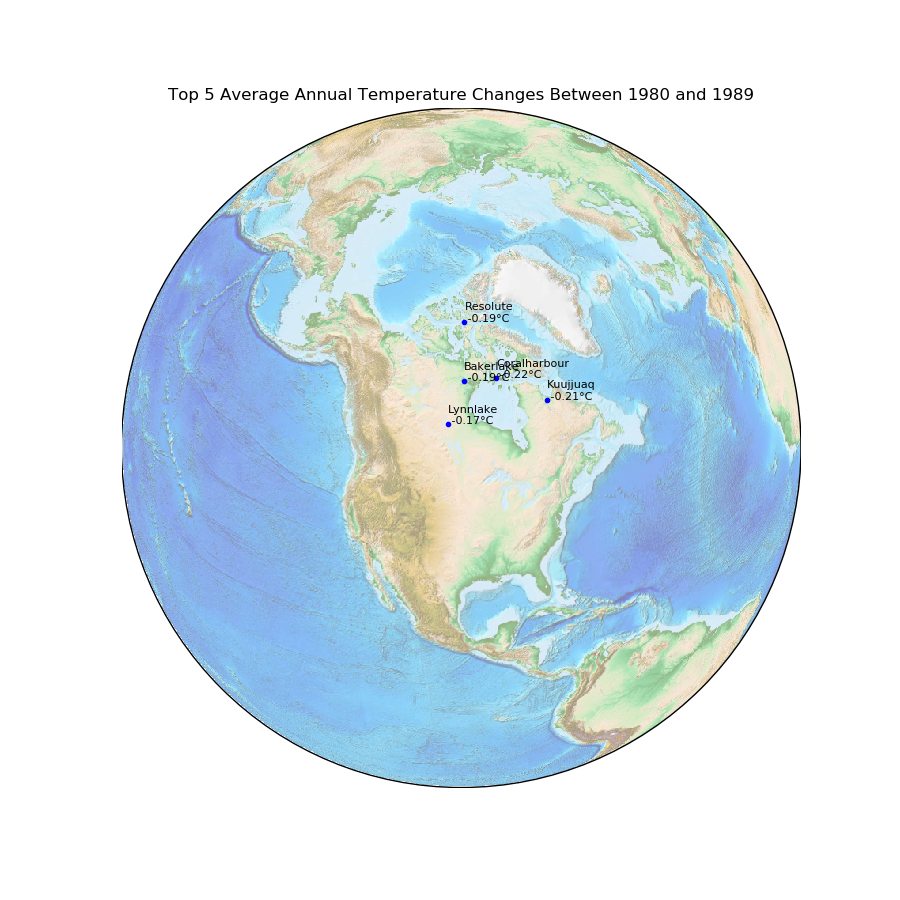 Top 5 Average Annual Temperature Changes Between 1980 and 1989
Resolute
-0.19°C
Coralharbour
-0.22°C
Bakerlake
-0.19°C
Kuujjuaq
-0.21°C
Lynnlake
-0.17°C